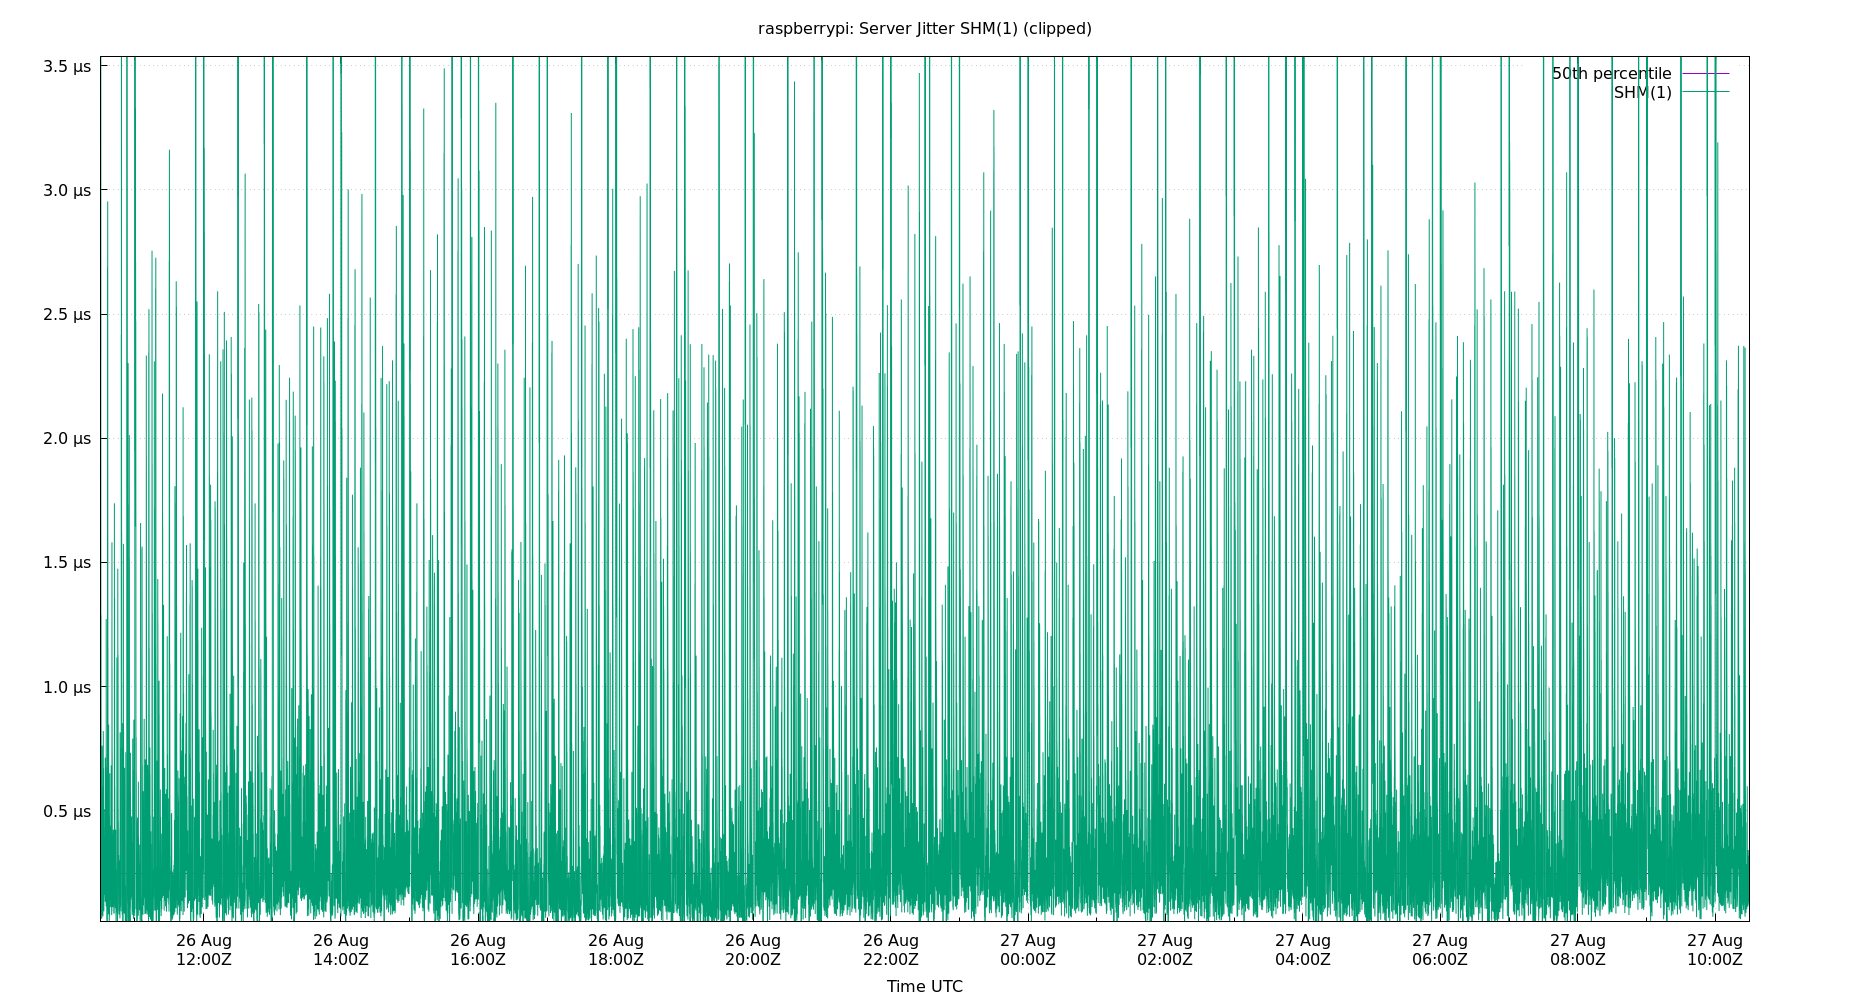 raspberrypi: Server Jitter SHM(1) (clipped)
3.5 µs
3.0 µs
2.5 µs
2.0 µs
1.5 µs
1.0 µs
0.5 µs
50th percentile
SHM(1)
26 Aug 26 Aug 26 Aug 26 Aug 26 Aug 26 Aug 27 Aug 27 Aug 27 Aug 27 Aug 27 Aug 27 Aug
12:00Z 14:00Z 16:00Z 18:00Z 20:00Z 22:00Z 00:00Z 02:00Z 04:00Z 06:00Z 08:00Z 10:00Z
Time UTC